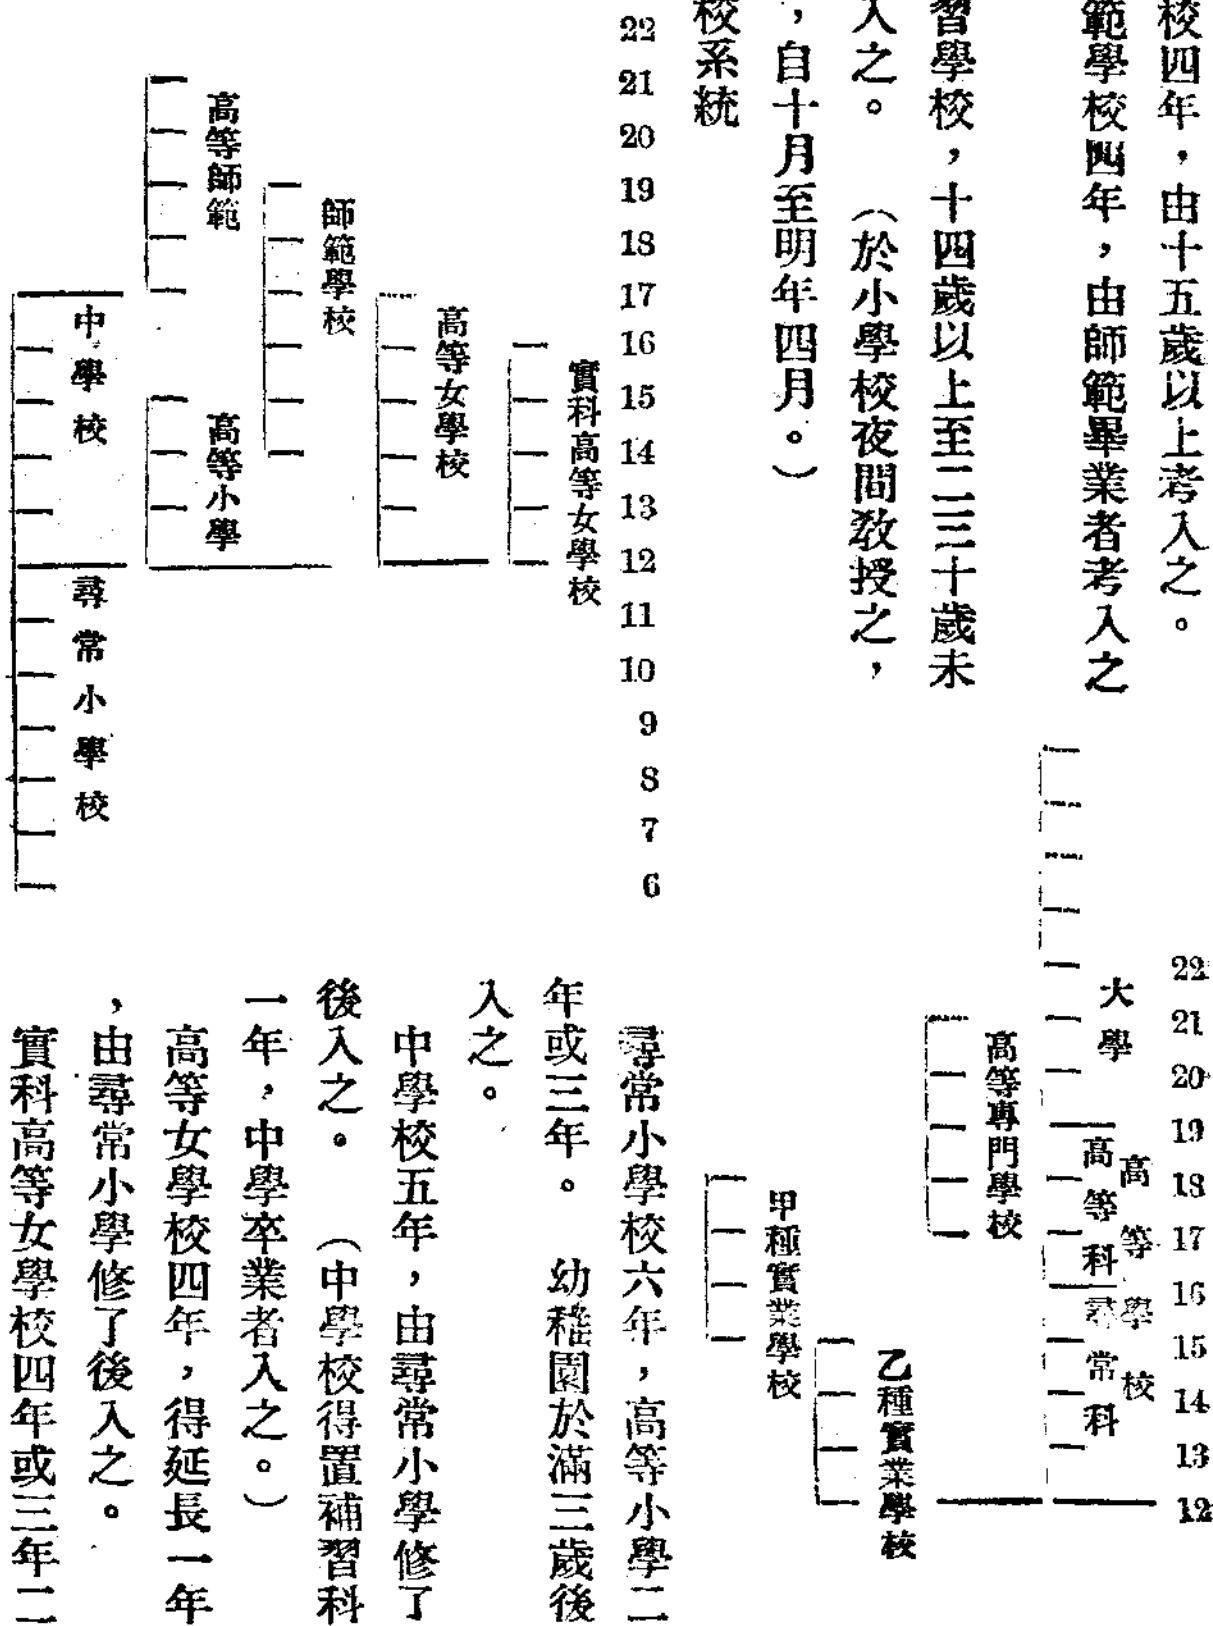 校四年，由十五歲以上考入之。
範學校四年，由師範畢業者考入之
習學校，十四歲以上至二三十歲未
入之。　（於小學校夜間教授之，
，自十月至明年四月。）
校系統
22
21
20
19
18
17
16
15
14
13
12
11
10
9
8
7
6
實科高等女學校
高等女學校
師範學校
高等師範
高等小學
中學校
尋常小學校
22
21
20
19
18
17
16
15
14
13
12
高等學校
大學
高等科
尋常科
高等專門學校
乙種實業學校
甲種實業學校
尋常小學校六年，高等小學二
年或三年。　幼稚園於滿三歲後
入之。
中學校五年，由尋常小學修了
後入之。　（中學校得置補習科
一年，中學卒業者入之。）
高等女學校四年，得延長一年
，由尋常小學修了後入之。
實科高等女學校四年或三年二